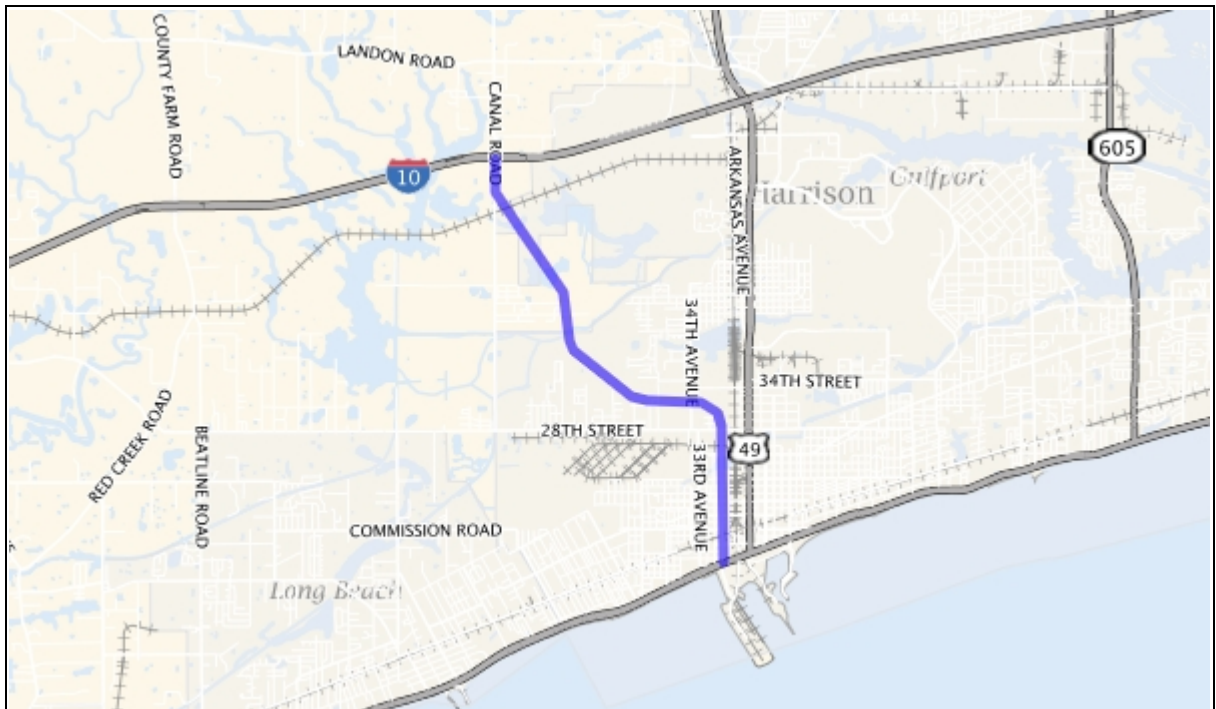 COUNTY FARM ROAD
LANDON ROAD
CANAL ROAD
10
605
ARKANSAS AVENUE
Harrison
Gulfport
34TH AVENUE
34TH STREET
RED CREEK ROAD
BEATLINE ROAD
28TH STREET
33RD AVENUE
49
COMMISSION ROAD
Long Beach